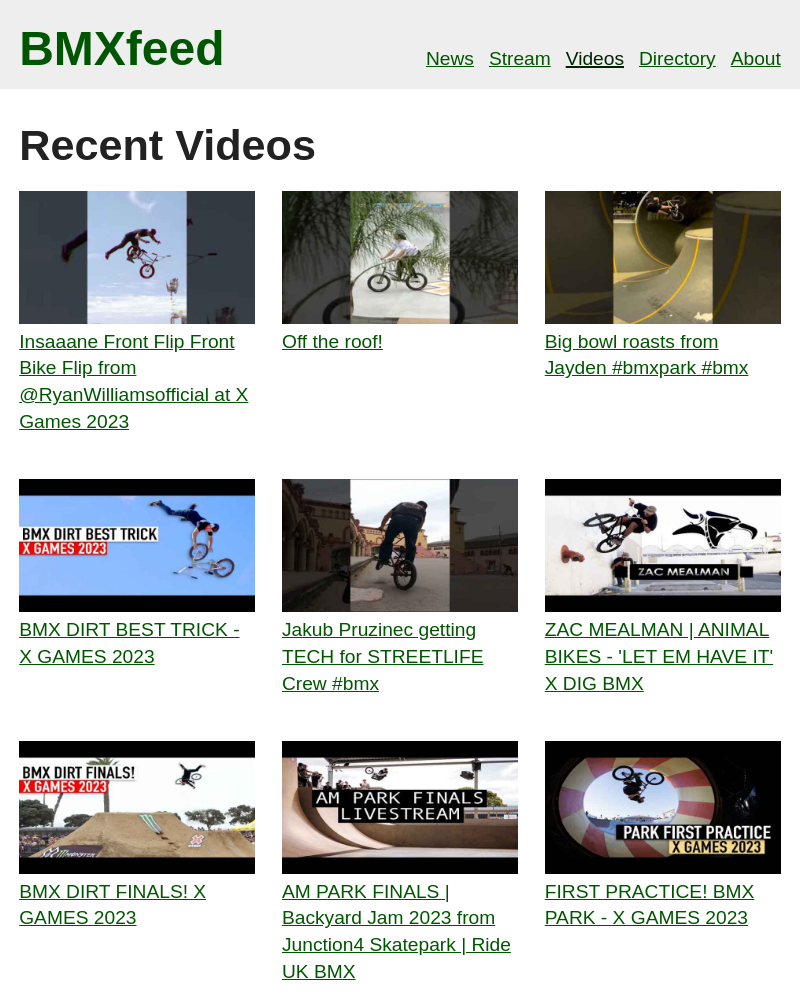 BMXfeed
News Stream Videos Directory About
Recent Videos
Insaaane Front Flip Front
Bike Flip from
@RyanWilliamsofficial at X
Games 2023
Off the roof!
Big bowl roasts from
Jayden #bmxpark #bmx
BMX DIRT BEST TRICK
X GAMES 2023
BMX DIRT BEST TRICK -
X GAMES 2023
Jakub Pruzinec getting
TECH for STREETLIFE
Crew #bmx
ZAC MEALMAN
ZAC MEALMAN | ANIMAL
BIKES - 'LET EM HAVE IT'
X DIG BMX
BMX DIRT FINALS!
X GAMES 2023
BMX DIRT FINALS! X
GAMES 2023
AM PARK FINALS
LIVESTREAM
AM PARK FINALS |
Backyard Jam 2023 from
Junction4 Skatepark | Ride
UK BMX
PARK FIRST PRACTICE
X GAMES 2023
FIRST PRACTICE! BMX
PARK - X GAMES 2023